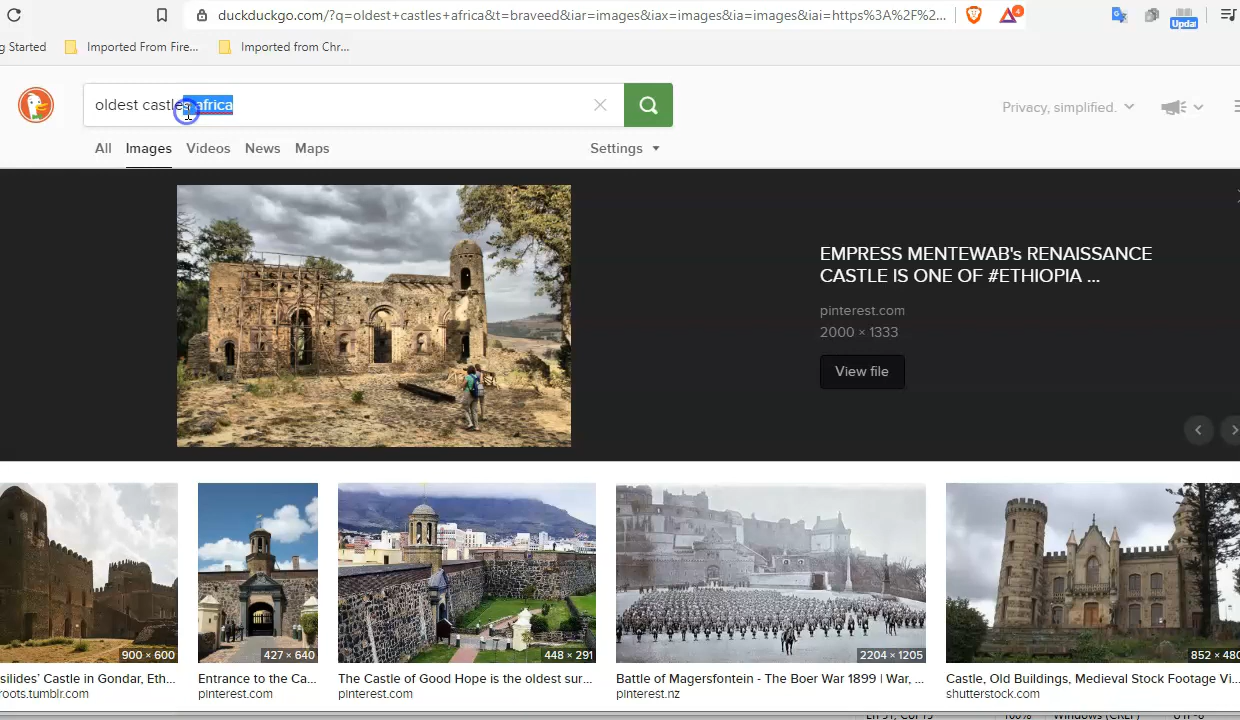 duckduckgo.com/?q=oldest+castles+africa&t=braveed&iar=images&iax=images&ia=images&iai=https%3A%2F%2...
4
Upda
g Started
Imported From Fire...
Imported from Chr...
oldest castles africa
Privacy, simplified.
All Images Videos News Maps
Settings
EMPRESS MENTEWAB's RENAISSANCE
CASTLE IS ONE OF #ETHIOPIA ...
pinterest.com
2000 × 1333
View file
900 × 600
427 × 640
448 × 291
2204 × 1205
852 × 480
silides' Castle in Gondar, Eth...
Entrance to the Ca...
The Castle of Good Hope is the oldest sur...
Battle of Magersfontein - The Boer War 1899 | War, ...
Castle, Old Buildings, Medieval Stock Footage Vi...
roots.tumblr.com
pinterest.com
pinterest.com
pinterest.nz
shutterstock.com